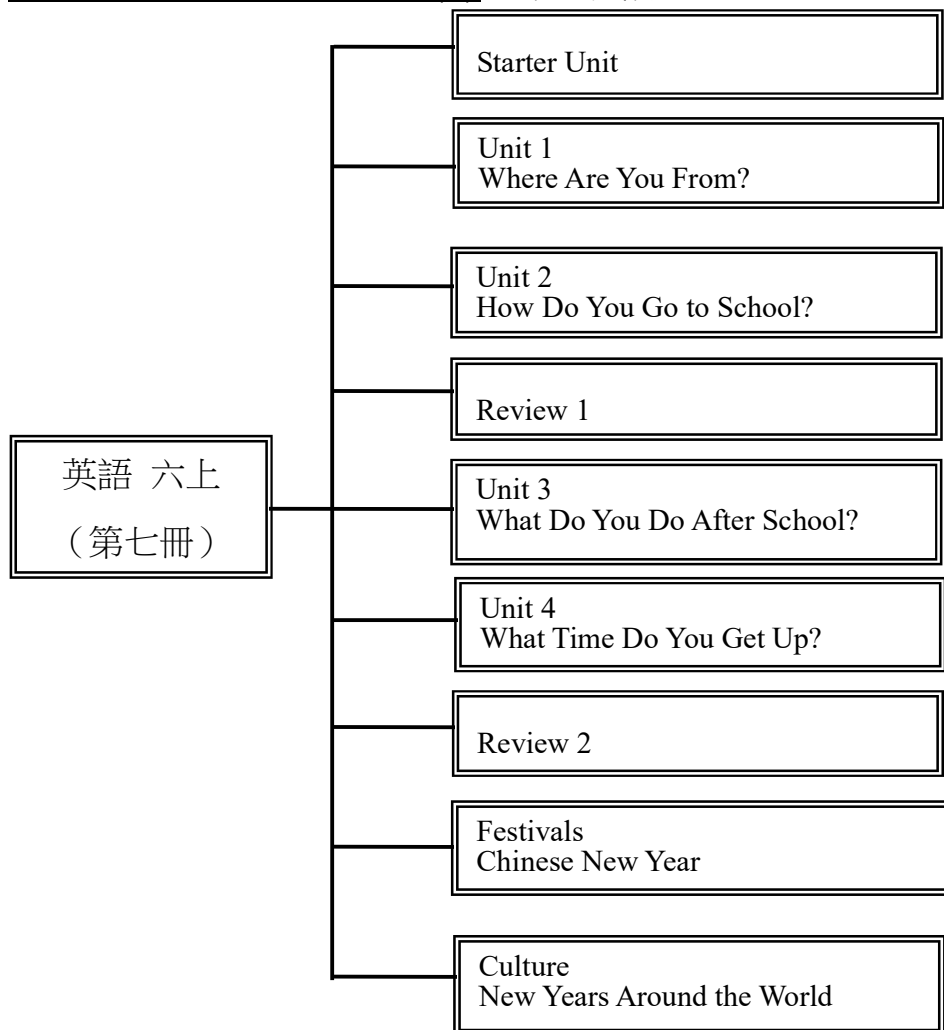 Starter Unit
Unit 1
Where Are You From?
Unit 2
How Do You Go to School?
Review 1
英語 六上
（第七冊）
Unit 3
What Do You Do After School?
Unit 4
What Time Do You Get Up?
Review 2
Festivals
Chinese New Year
Culture
New Years Around the World